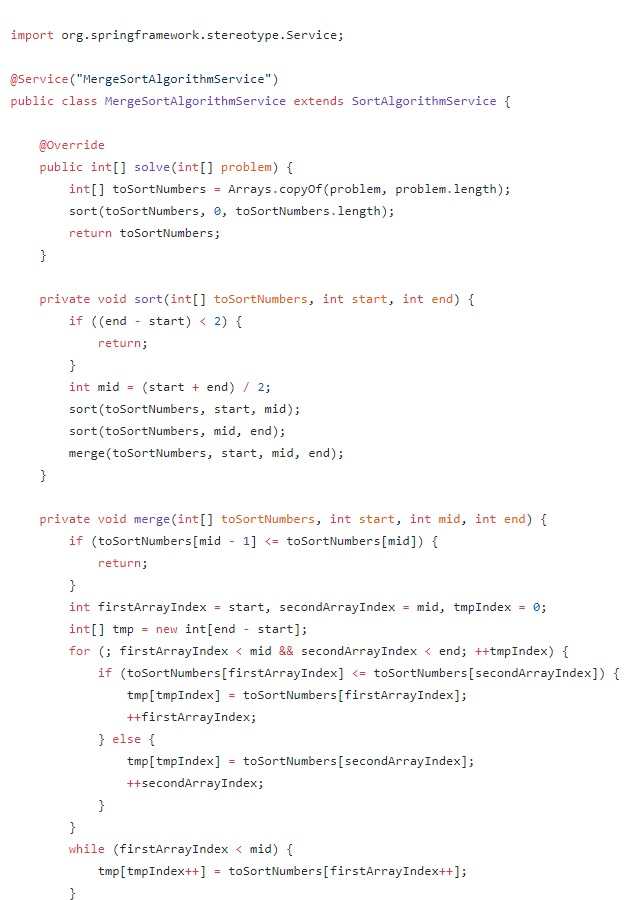 import org.springframework.stereotype.Service;
@Service("MergeSortAlgorithmService")
public class MergeSortAlgorithmService extends SortAlgorithmService {
    @Override
    public int[] solve(int[] problem) {
        int[] toSortNumbers = Arrays.copyOf(problem, problem.length);
        sort(toSortNumbers, 0, toSortNumbers.length);
        return toSortNumbers;
    }
    private void sort(int[] toSortNumbers, int start, int end) {
        if ((end - start) < 2) {
            return;
        }
        int mid = (start + end) / 2;
        sort(toSortNumbers, start, mid);
        sort(toSortNumbers, mid, end);
        merge(toSortNumbers, start, mid, end);
    }
    private void merge(int[] toSortNumbers, int start, int mid, int end) {
        if (toSortNumbers[mid - 1] <= toSortNumbers[mid]) {
            return;
        }
        int firstArrayIndex = start, secondArrayIndex = mid, tmpIndex = 0;
        int[] tmp = new int[end - start];
        for (; firstArrayIndex < mid && secondArrayIndex < end; ++tmpIndex) {
            if (toSortNumbers[firstArrayIndex] <= toSortNumbers[secondArrayIndex]) {
                tmp[tmpIndex] = toSortNumbers[firstArrayIndex];
                ++firstArrayIndex;
            } else {
                tmp[tmpIndex] = toSortNumbers[secondArrayIndex];
                ++secondArrayIndex;
            }
        }
        while (firstArrayIndex < mid) {
            tmp[tmpIndex++] = toSortNumbers[firstArrayIndex++];
        }